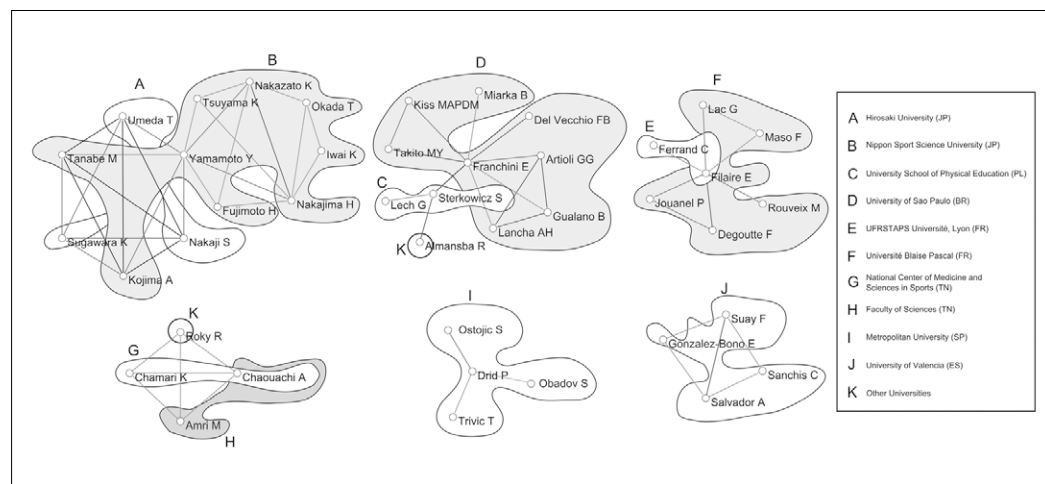 A
Umeda T
Tanabe M
Sugawara K
Nakaji S
Kojima A
B
Nakazato K
Tsuyama K
Okada T
Iwai K
Yamamoto Y
Fujimoto H
Nakajima H
D
Kiss MAPDM
Miarka B
Del Vecchio FB
Takito MY
Franchini E
Artioli GG
C
Lech G
Sterkowicz S
Gualano B
Lancha AH
K
Almansba R
F
Lac G
E
Ferrand C
Maso F
Filaire E
Jouanel P
Rouveix M
Degoutte F
K
Roky R
G
Chamari K
Chaouachi A
Amri M
H
I
Ostojic S
Drid P
Obadov S
Trivic T
J
Suay F
Gonzalez-Bono E
Sanchis C
Salvador A
A Hirosaki University (JP)
B Nippon Sport Science University (JP)
C University School of Physical Education (PL)
D University of Sao Paulo (BR)
E UFRSTAPS Université, Lyon (FR)
F Université Blaise Pascal (FR)
G National Center of Medicine and
Sciences in Sports (TN)
H Faculty of Sciences (TN)
I Metropolitan University (SP)
J University of Valencia (ES)
K Other Universities